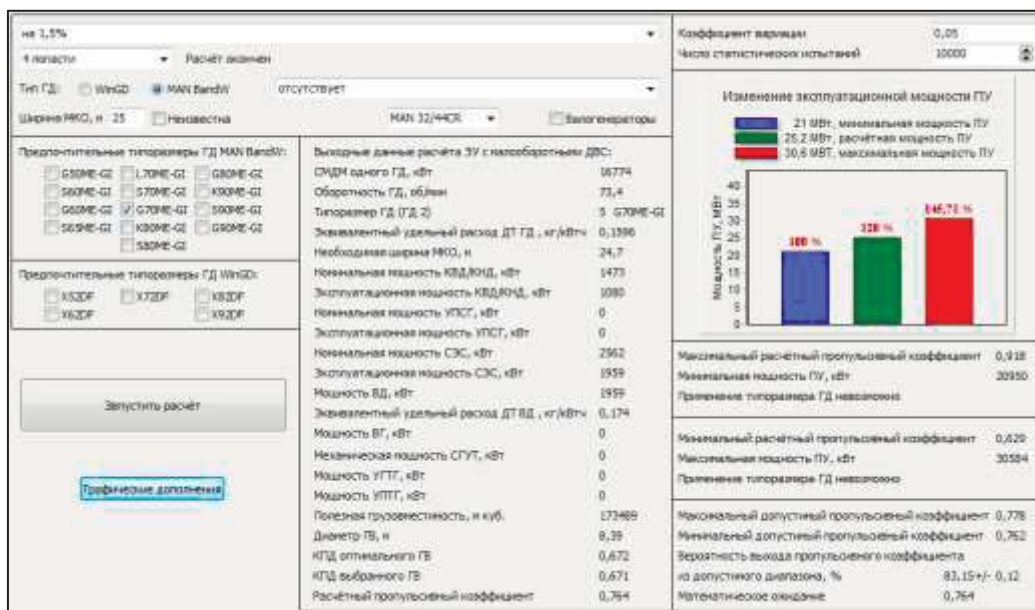 на 1,5%
4 лопасти Расчёт окончен
Тип ГД: WinGD MAN BandW отсутствует
Ширина МКО, м 25 Неизвестна MAN 32/44CR Валогенераторы
Предпочтительные типоразмеры ГД MAN BandW:
G50ME-GI L70ME-GI G80ME-GI
S60ME-GI S70ME-GI K90ME-GI
G60ME-GI G70ME-GI S90ME-GI
S65ME-GI K80ME-GI G90ME-GI
S80ME-GI
Предпочтительные типоразмеры ГД WinGD:
X52DF X72DF X82DF
X62DF X92DF
Запустить расчёт
Графические дополнения
Выходные данные расчёта ЭУ с малооборотными ДВС:
СМДМ одного ГД, кВт 16774
Оборотность ГД, об/мин 73,4
Типоразмер ГД (ГД 2) 5 G70ME-GI
Эквивалентный удельный расход ДТ ГД , кг/кВтч 0,1596
Необходимая ширина МКО, м 24,7
Номинальная мощность КВД/КНД, кВт 1473
Эксплуатационная мощность КВД/КНД, кВт 1080
Номинальная мощность УПСГ, кВт 0
Эксплуатационная мощность УПСГ, кВт 0
Номинальная мощность СЭС, кВт 2562
Эксплуатационная мощность СЭС, кВт 1959
Мощность ВД, кВт 1959
Эквивалентный удельный расход ДТ ВД , кг/кВтч 0,174
Мощность ВГ, кВт 0
Механическая мощность СГУТ, кВт 0
Мощность УГТГ, кВт 0
Мощность УПТГ, кВт 0
Полезная грузовместимость, м куб. 173489
Диаметр ГВ, м 8,39
КПД оптимального ГВ 0,672
КПД выбранного ГВ 0,671
Расчётный пропульсивный коэффициент 0,764
Коэффициент вариации 0,05
Число статистических испытаний 10000
Изменение эксплуатационной мощности ПУ
21 МВт, минимальная мощность ПУ
25,2 МВт, расчётная мощность ПУ
30,6 МВТ, максимальная мощность ПУ
Мощность ПУ, МВт
40
35
30
25
20
15
10
5
0
100 %
120 %
145,71 %
Максимальный расчётный пропульсивный коэффициент 0,918
Минимальная мощность ПУ, кВт 20950
Применение типоразмера ГД невозможно
Минимальный расчётный пропульсивный коэффициент 0,629
Максимальная мощность ПУ, кВт 30584
Применение типоразмера ГД невозможно
Максимальный допустимый пропульсивный коэффициент 0,778
Минимальный допустимый пропульсивный коэффициент 0,762
Вероятность выхода пропульсивного коэффициента
из допустимого диапазона, % 83,15+/- 0,12
Математическое ожидание 0,764